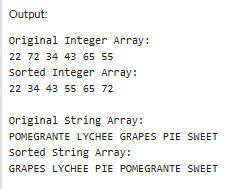 Output:
Original Integer Array:
22 72 34 43 65 55
Sorted Integer Array:
22 34 43 55 65 72
Original String Array:
POMEGRANTE LYCHEE GRAPES PIE SWEET
Sorted String Array:
GRAPES LYCHEE PIE POMEGRANTE SWEET